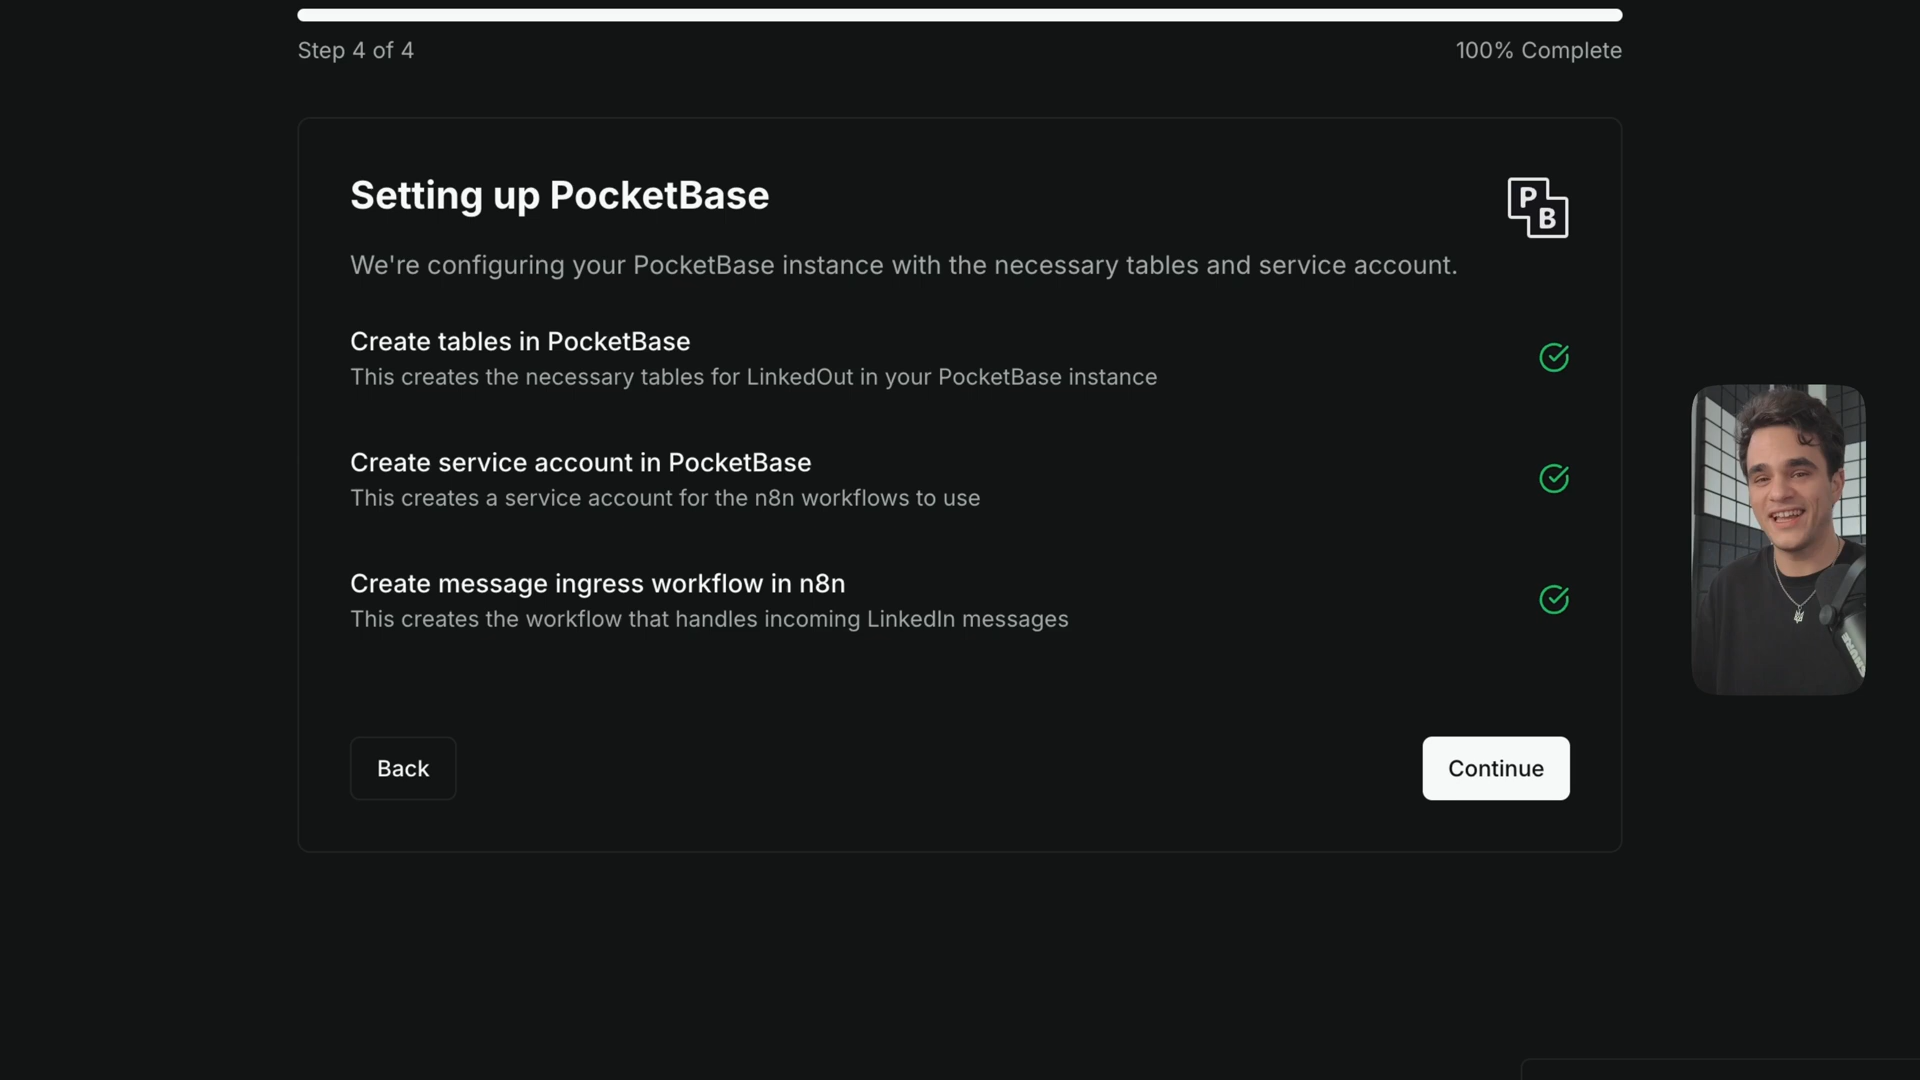 Step 4 of 4
100% Complete
Setting up PocketBase
P
B
We're configuring your PocketBase instance with the necessary tables and service account.
Create tables in PocketBase
This creates the necessary tables for LinkedOut in your PocketBase instance
Create service account in PocketBase
This creates a service account for the n8n workflows to use
Create message ingress workflow in n8n
This creates the workflow that handles incoming LinkedIn messages
Back
Continue